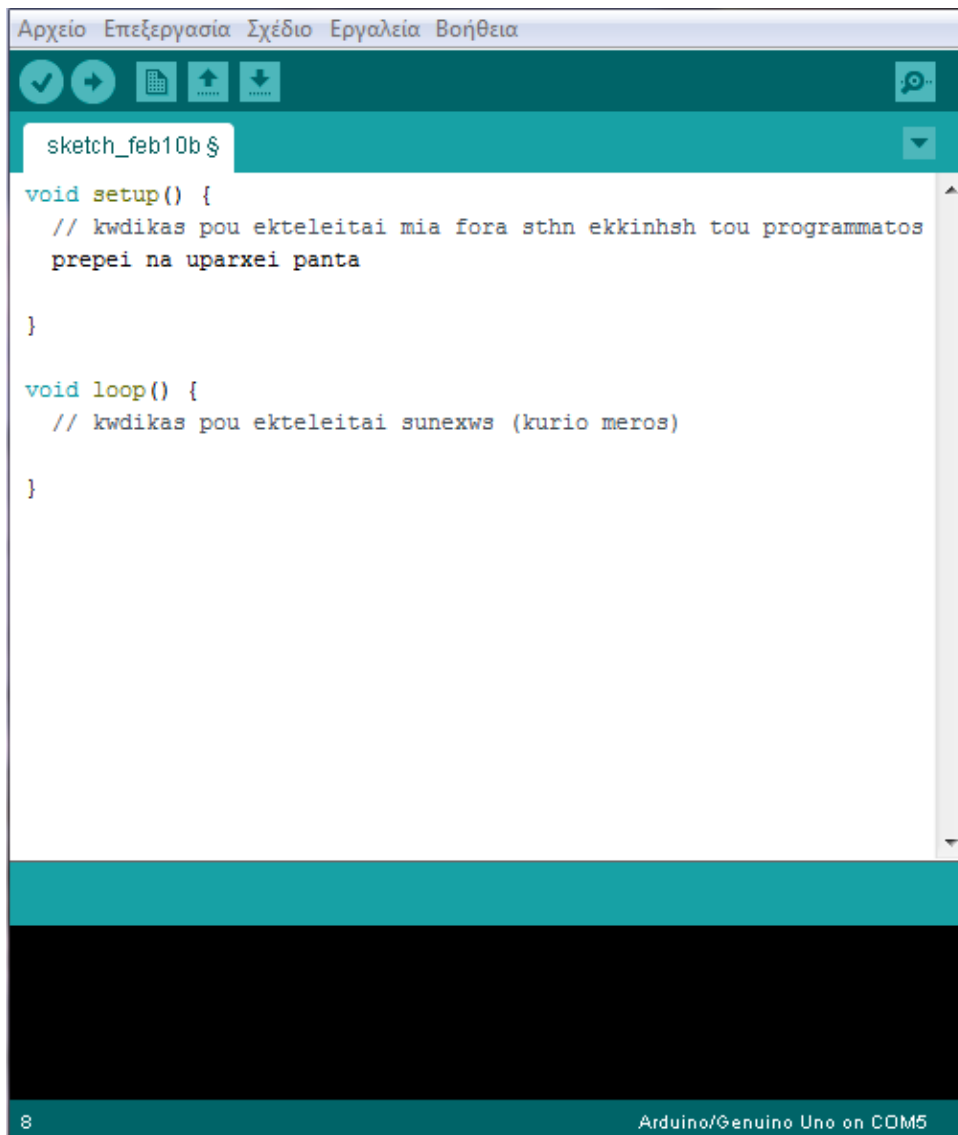 Αρχείο Επεξεργασία Σχέδιο Εργαλεία Βοήθεια
sketch_feb10b §
void setup() {
  // kwdikas pou ekteleitai mia fora sthn ekkinhsh tou programmatos
  prepei na uparxei panta
}
void loop() {
  // kwdikas pou ekteleitai sunexws (kurio meros)
}
8
Arduino/Genuino Uno on COM5